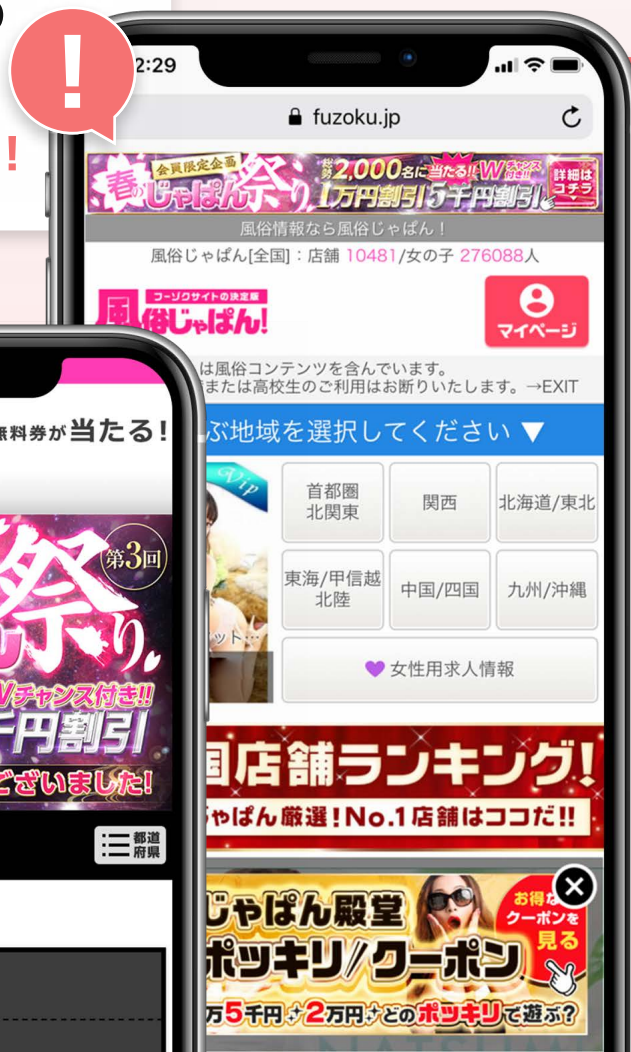 !
!
2:29
fuzoku.jp
会員限定企画
春のじゃぱん祭り
総勢2,000名に当たる!!Wチャンス付き!!
1万円割引 5千円割引
詳細は
コチラ
風俗情報なら風俗じゃぱん！
風俗じゃぱん[全国]：店舗 10481/女の子 276088人
フーゾクサイトの決定版
風俗じゃぱん!
マイページ
は風俗コンテンツを含んでいます。
または高校生のご利用はお断りいたします。→EXIT
ぶ地域を選択してください ▼
Vip
ット…
首都圏
北関東
関西
北海道/東北
東海/甲信越
北陸
中国/四国
九州/沖縄
女性用求人情報
国店舗ランキング!
ゃぱん厳選!No.1店舗はココだ!!
じゃぱん殿堂
ポッキリ/クーポン
お得な
クーポンを
見る
万5千円 2万円 どのポッキリで遊ぶ?
無料券が当たる!
祭り
第3回
Wチャンス付き!!
千円割引
ございました!
都道
府県